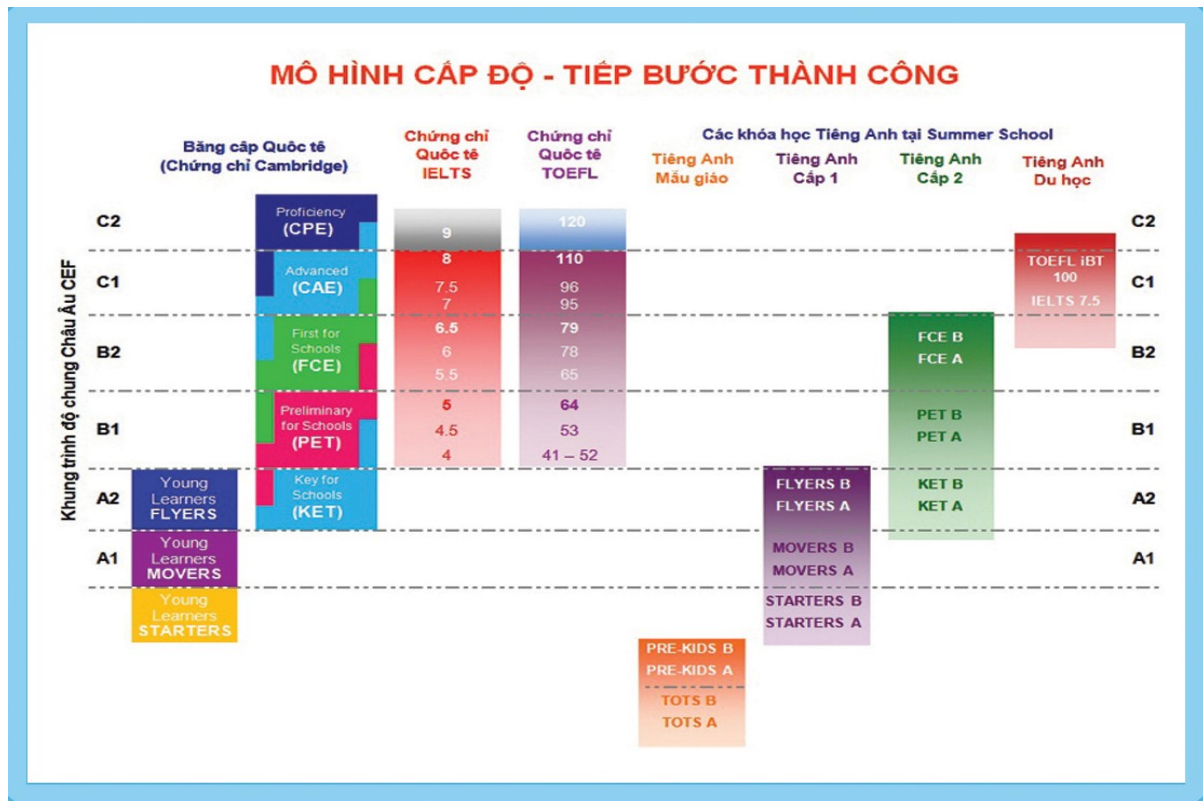 MÔ HÌNH CẤP ĐỘ - TIẾP BƯỚC THÀNH CÔNG
Băng cấp Quốc tê
(Chứng chỉ Cambridge)
Chứng chỉ
Quốc tê
IELTS
Chứng chỉ
Quốc tê
TOEFL
Các khóa học Tiếng Anh tại Summer School
Tiếng Anh
Mẫu giáo
Tiếng Anh
Cấp 1
Tiếng Anh
Cấp 2
Tiếng Anh
Du học
Khung trình độ chung Châu Âu CEF
C2
C1
B2
B1
A2
A1
Young
Learners
FLYERS
Young
Learners
MOVERS
Young
Learners
STARTERS
Proficiency
(CPE)
Advanced
(CAE)
First for
Schools
(FCE)
Preliminary
for Schools
(PET)
Key for
Schools
(KET)
9
8
7.5
7
6.5
6
5.5
5
4.5
4
120
110
96
95
79
78
65
64
53
41 – 52
PRE-KIDS B
PRE-KIDS A
TOTS B
TOTS A
FLYERS B
FLYERS A
MOVERS B
MOVERS A
STARTERS B
STARTERS A
FCE B
FCE A
PET B
PET A
KET B
KET A
TOEFL iBT
100
IELTS 7.5
C2
C1
B2
B1
A2
A1